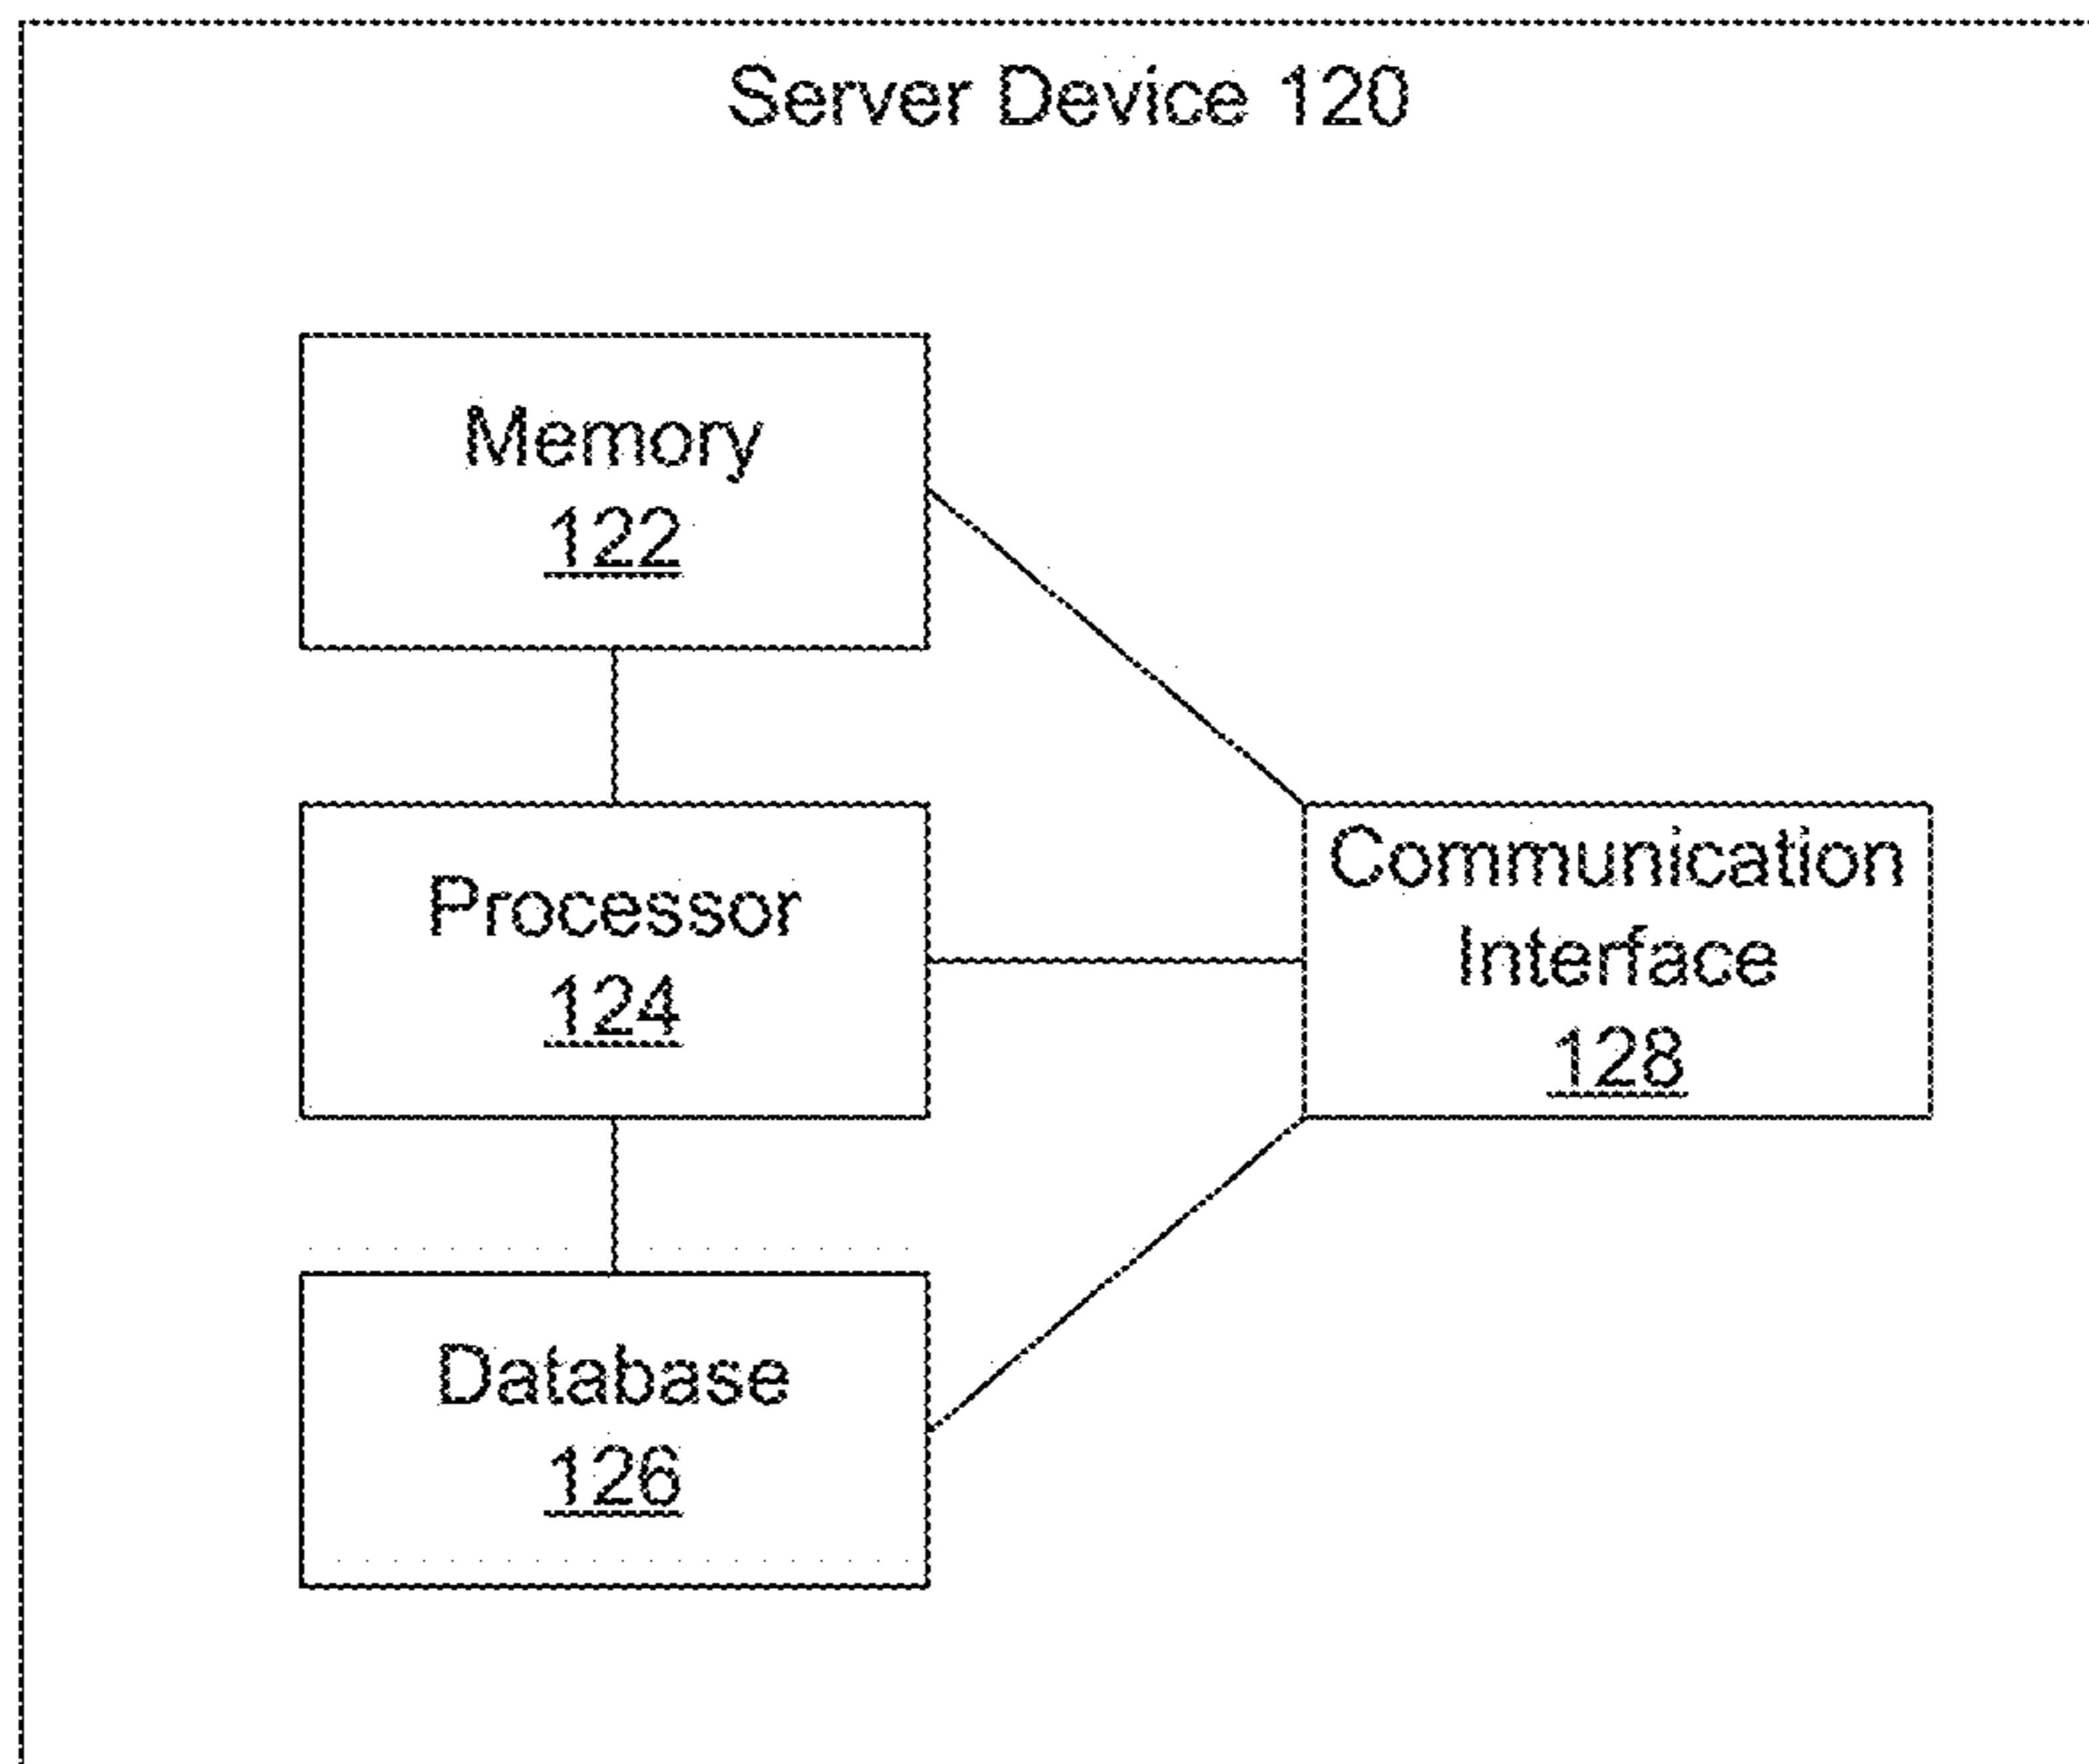 Server Device 120
Memory
122
Processor
124
Communication
Interface
128
Database
126